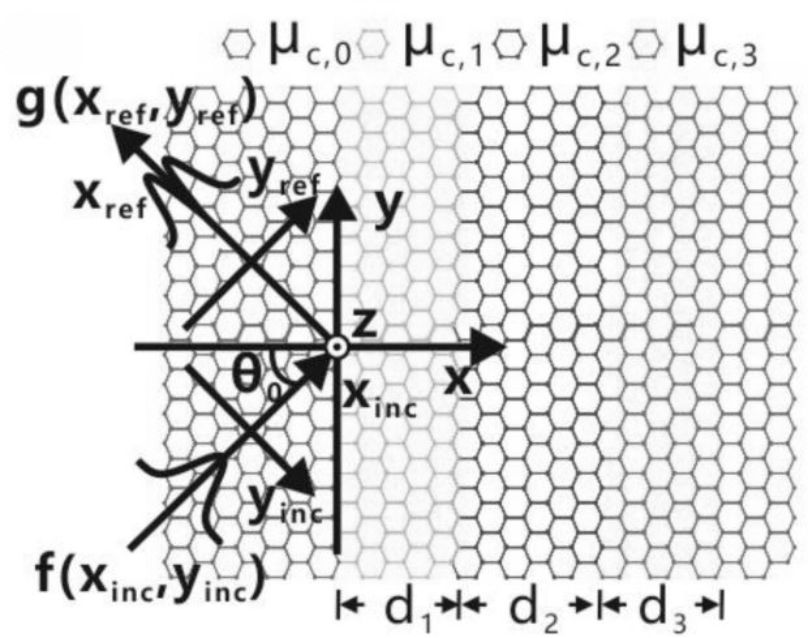 μc,0 μc,1 μc,2 μc,3
g(xref,yref)
xref
yref
y
z
θ0
xinc
x
yinc
f(xinc,yinc)
d1 d2 d3